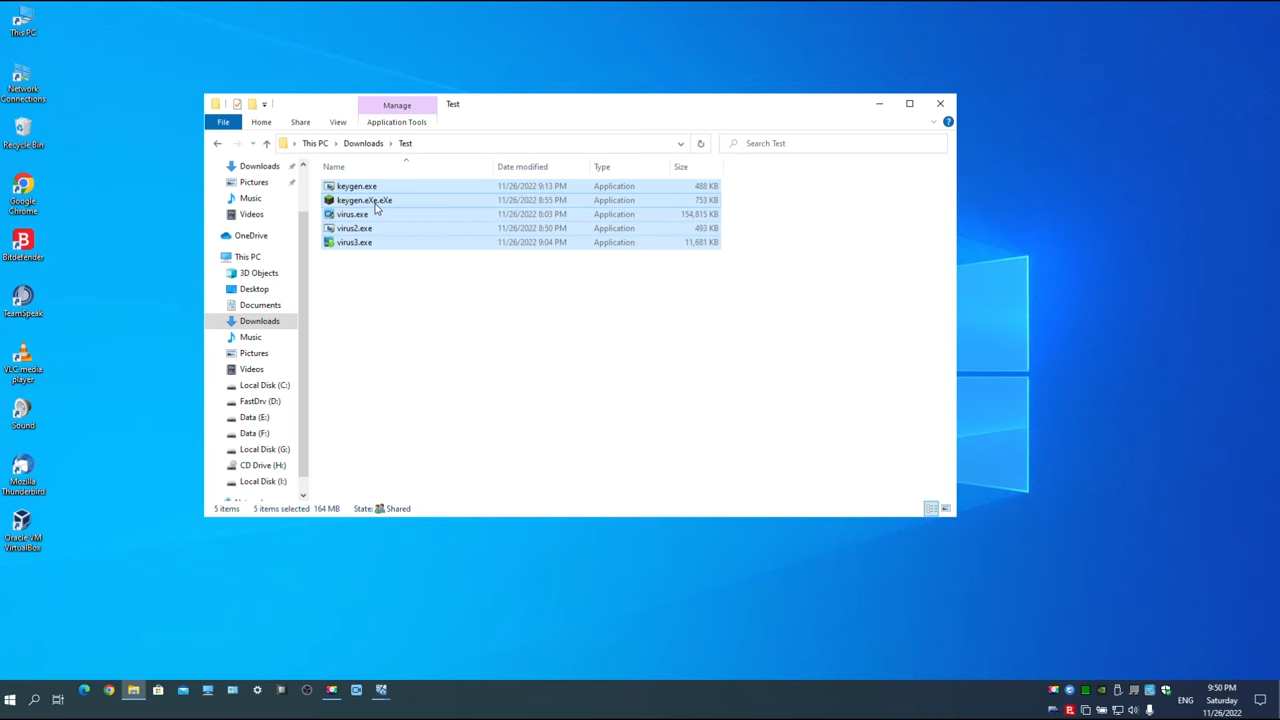 This PC
Network
Connections
Recycle Bin
Google
Chrome
Bitdefender
TeamSpeak
VLC media
player
Sound
Mozilla
Thunderbird
Oracle VM
VirtualBox
Manage
Test
File
Home
Share
View
Application Tools
This PC
Downloads
Test
Search Test
Downloads
Pictures
Music
Videos
OneDrive
This PC
3D Objects
Desktop
Documents
Downloads
Music
Pictures
Videos
Local Disk (C:)
FastDrv (D:)
Data (E:)
Data (F:)
Local Disk (G:)
CD Drive (H:)
Local Disk (I:)
Name Date modified Type Size
keygen.exe 11/26/2022 9:13 PM Application 488 KB
keygen.eXe.eXe 11/26/2022 8:55 PM Application 753 KB
virus.exe 11/26/2022 8:03 PM Application 154,815 KB
virus2.exe 11/26/2022 8:50 PM Application 493 KB
virus3.exe 11/26/2022 9:04 PM Application 11,681 KB
5 items 5 items selected 164 MB State: Shared
ENG
9:50 PM
Saturday
11/26/2022